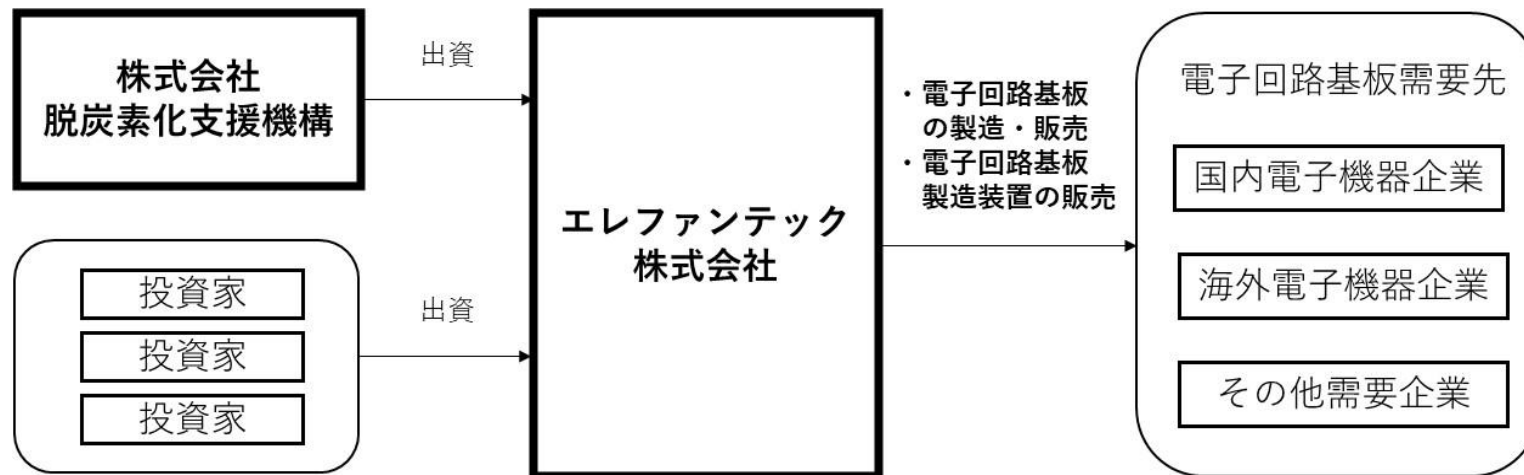 株式会社
脱炭素化支援機構
出資
投資家
投資家
投資家
出資
エレファンテック
株式会社
・電子回路基板
の製造・販売
・電子回路基板
製造装置の販売
電子回路基板需要先
国内電子機器企業
海外電子機器企業
その他需要企業